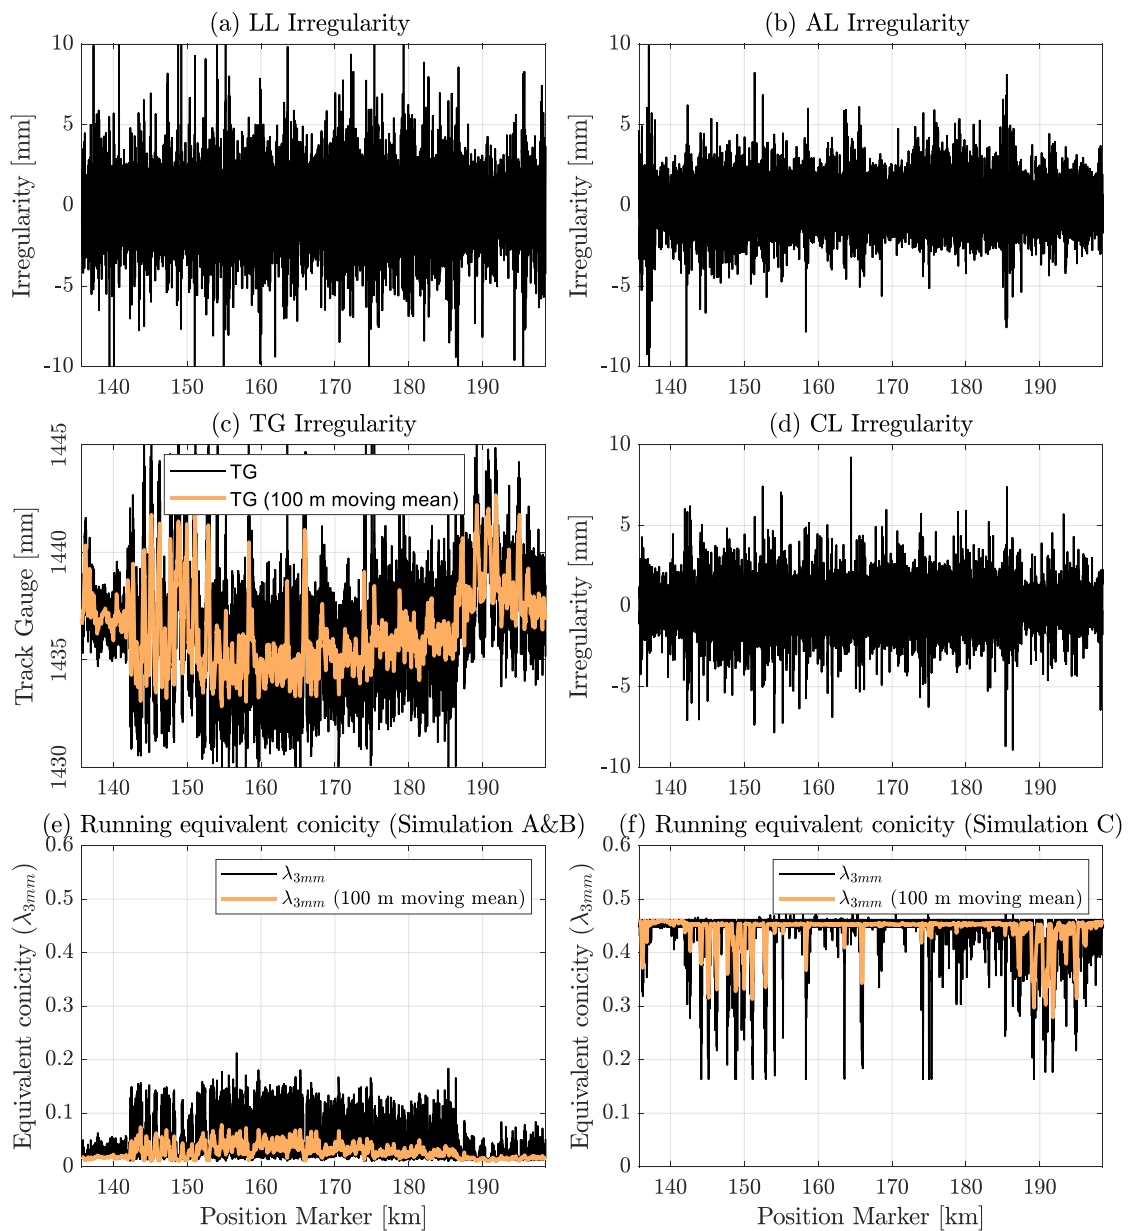 (a) LL Irregularity
(b) AL Irregularity
10
5
0
-5
-10
Irregularity [mm]
140 150 160 170 180 190
10
5
0
-5
-10
Irregularity [mm]
140 150 160 170 180 190
(c) TG Irregularity
(d) CL Irregularity
1445
1440
1435
1430
Track Gauge [mm]
TG
TG (100 m moving mean)
140 150 160 170 180 190
10
5
0
-5
-10
Irregularity [mm]
140 150 160 170 180 190
(e) Running equivalent conicity (Simulation A&B)
(f) Running equivalent conicity (Simulation C)
0.6
0.5
0.4
0.3
0.2
0.1
0
Equivalent conicity (λ3mm)
λ3mm
λ3mm (100 m moving mean)
140 150 160 170 180 190
Position Marker [km]
0.6
0.5
0.4
0.3
0.2
0.1
0
Equivalent conicity (λ3mm)
λ3mm
λ3mm (100 m moving mean)
140 150 160 170 180 190
Position Marker [km]